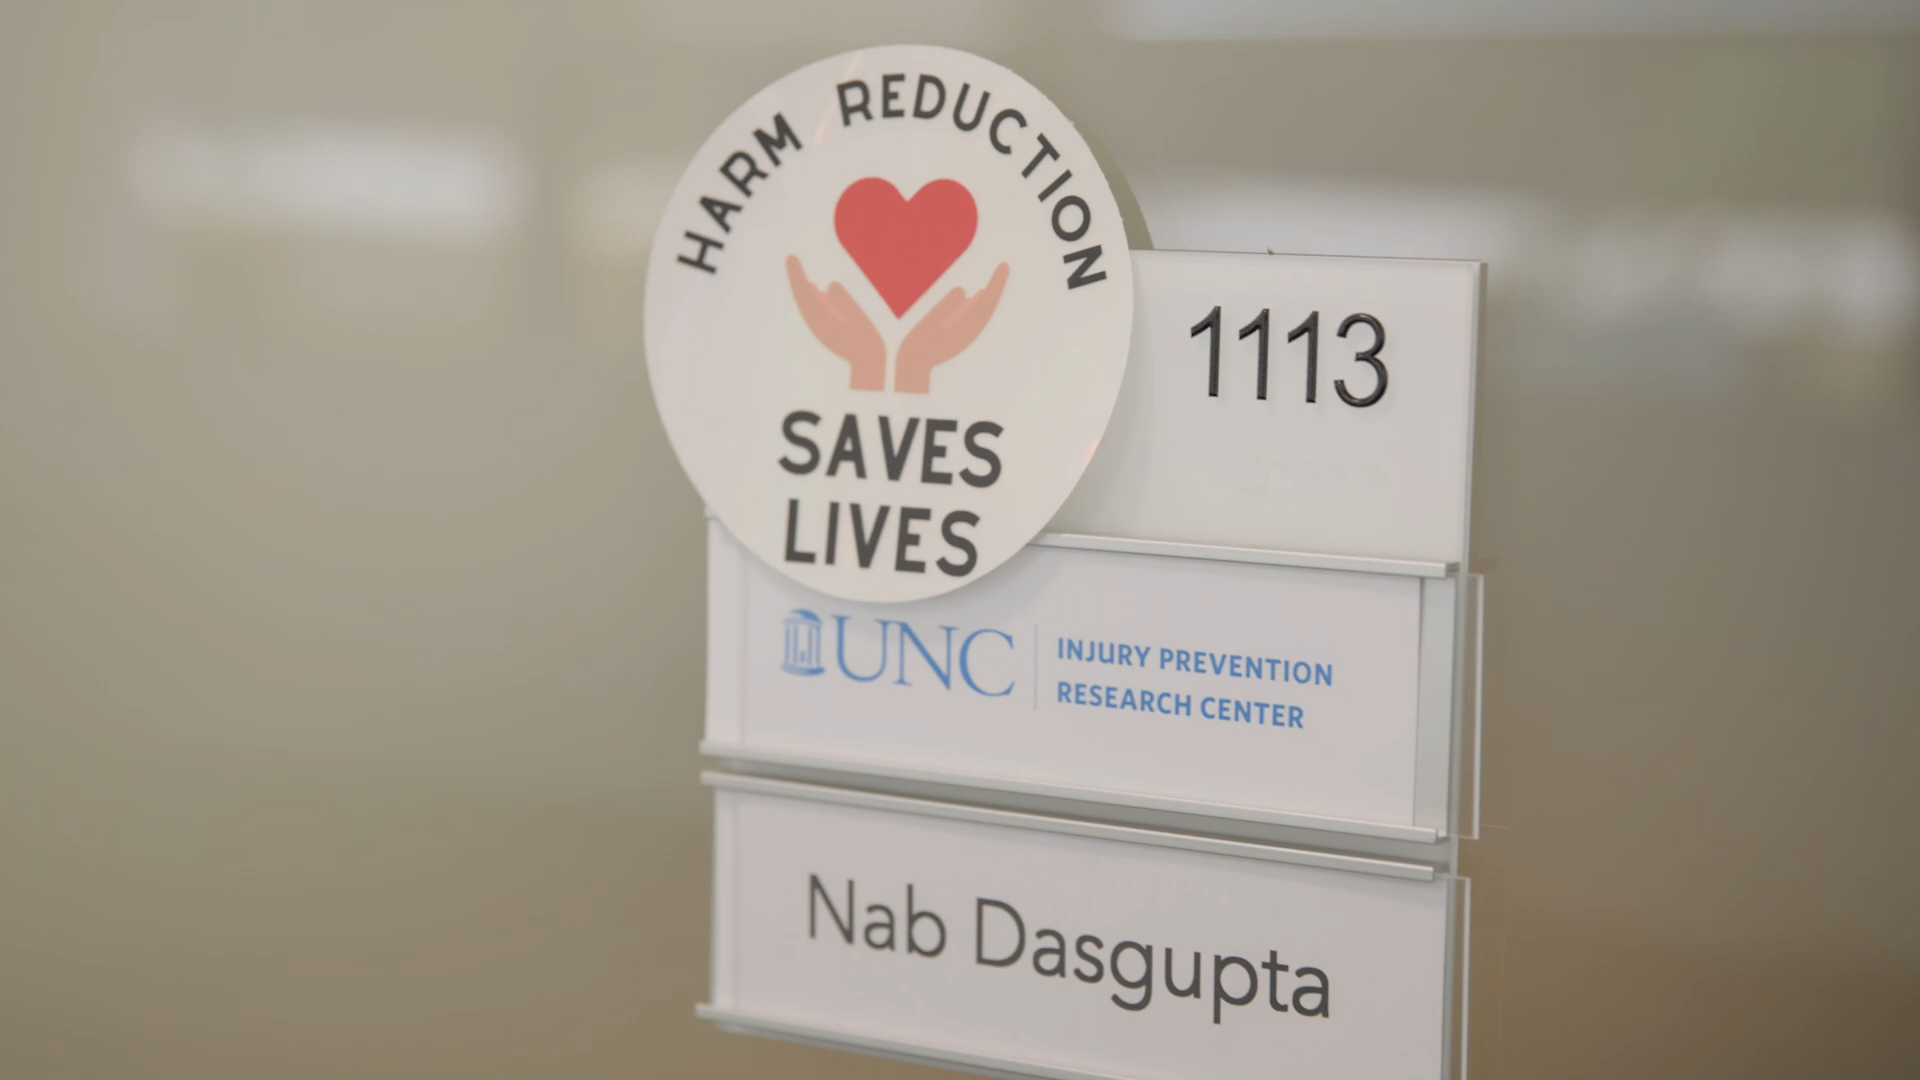 HARM REDUCTION
SAVES
LIVES
1113
UNC
INJURY PREVENTION
RESEARCH CENTER
Nab Dasgupta